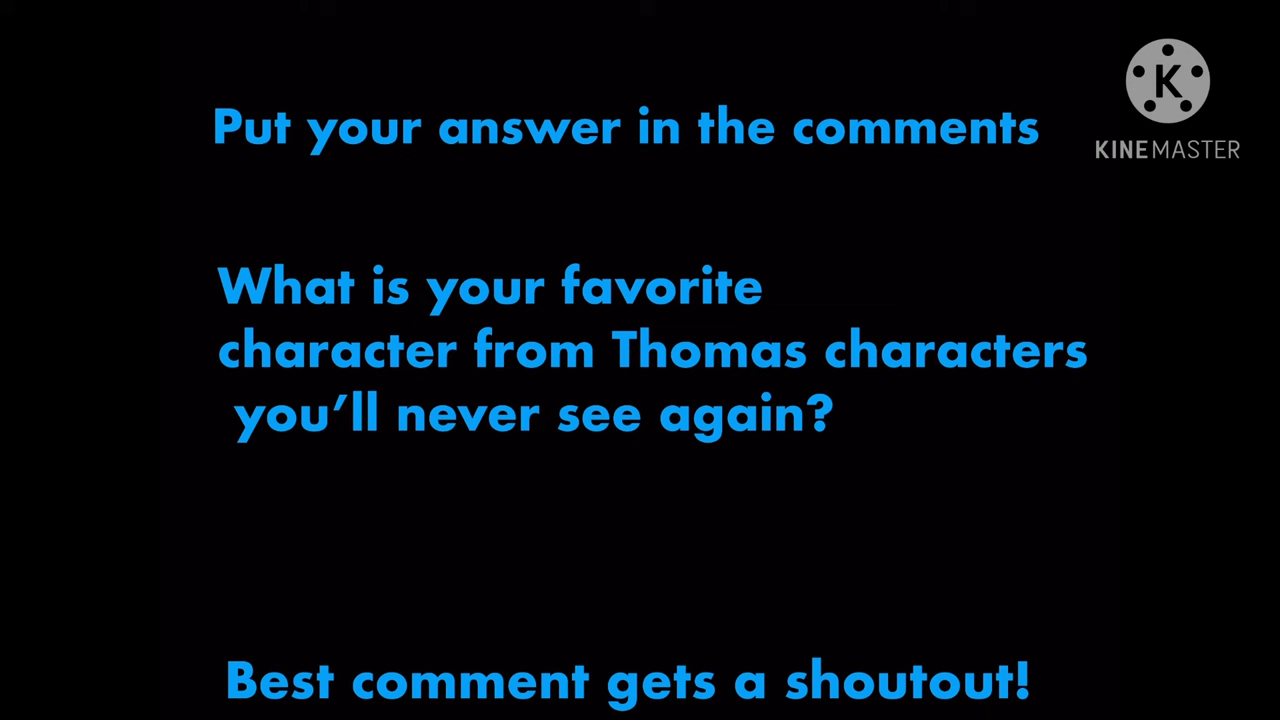 Put your answer in the comments
K
KINEMASTER
What is your favorite
character from Thomas characters
you'll never see again?
Best comment gets a shoutout!